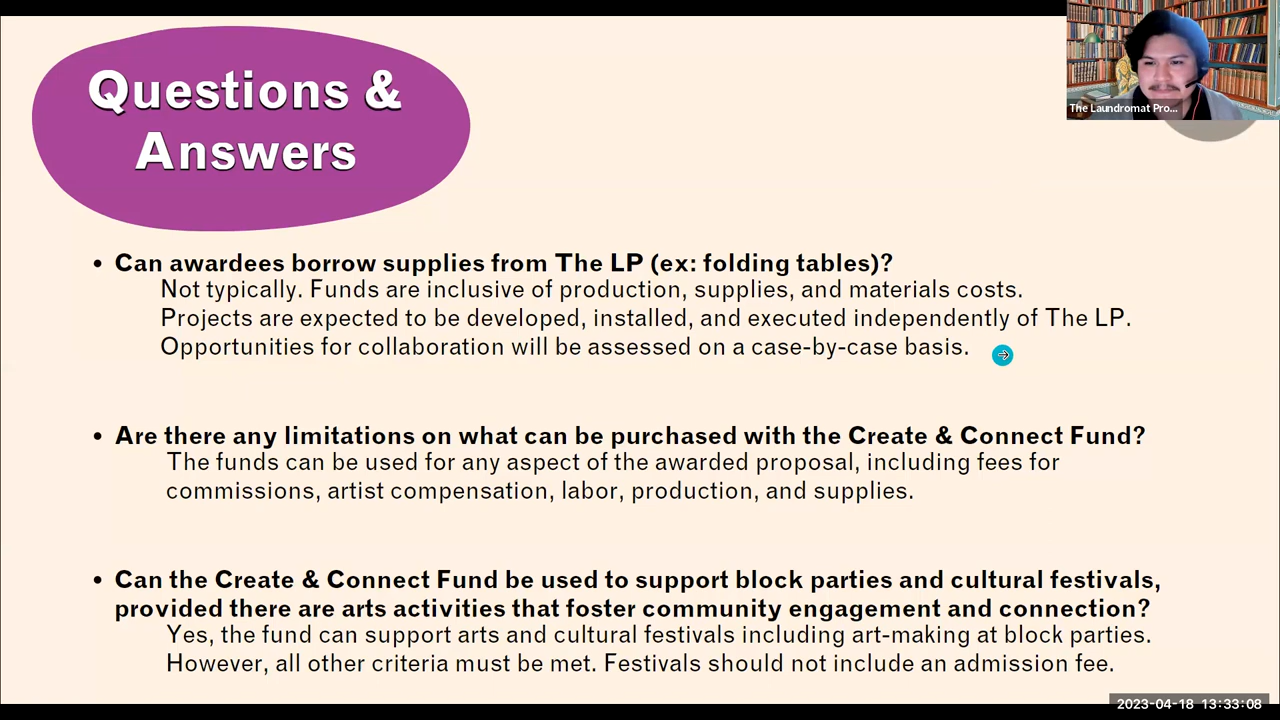 Questions &
Answers
The Laundromat Pro...
• Can awardees borrow supplies from The LP (ex: folding tables)?
Not typically. Funds are inclusive of production, supplies, and materials costs.
Projects are expected to be developed, installed, and executed independently of The LP.
Opportunities for collaboration will be assessed on a case-by-case basis.
• Are there any limitations on what can be purchased with the Create & Connect Fund?
The funds can be used for any aspect of the awarded proposal, including fees for
commissions, artist compensation, labor, production, and supplies.
• Can the Create & Connect Fund be used to support block parties and cultural festivals,
provided there are arts activities that foster community engagement and connection?
Yes, the fund can support arts and cultural festivals including art-making at block parties.
However, all other criteria must be met. Festivals should not include an admission fee.
2023-04-18 13:33:08